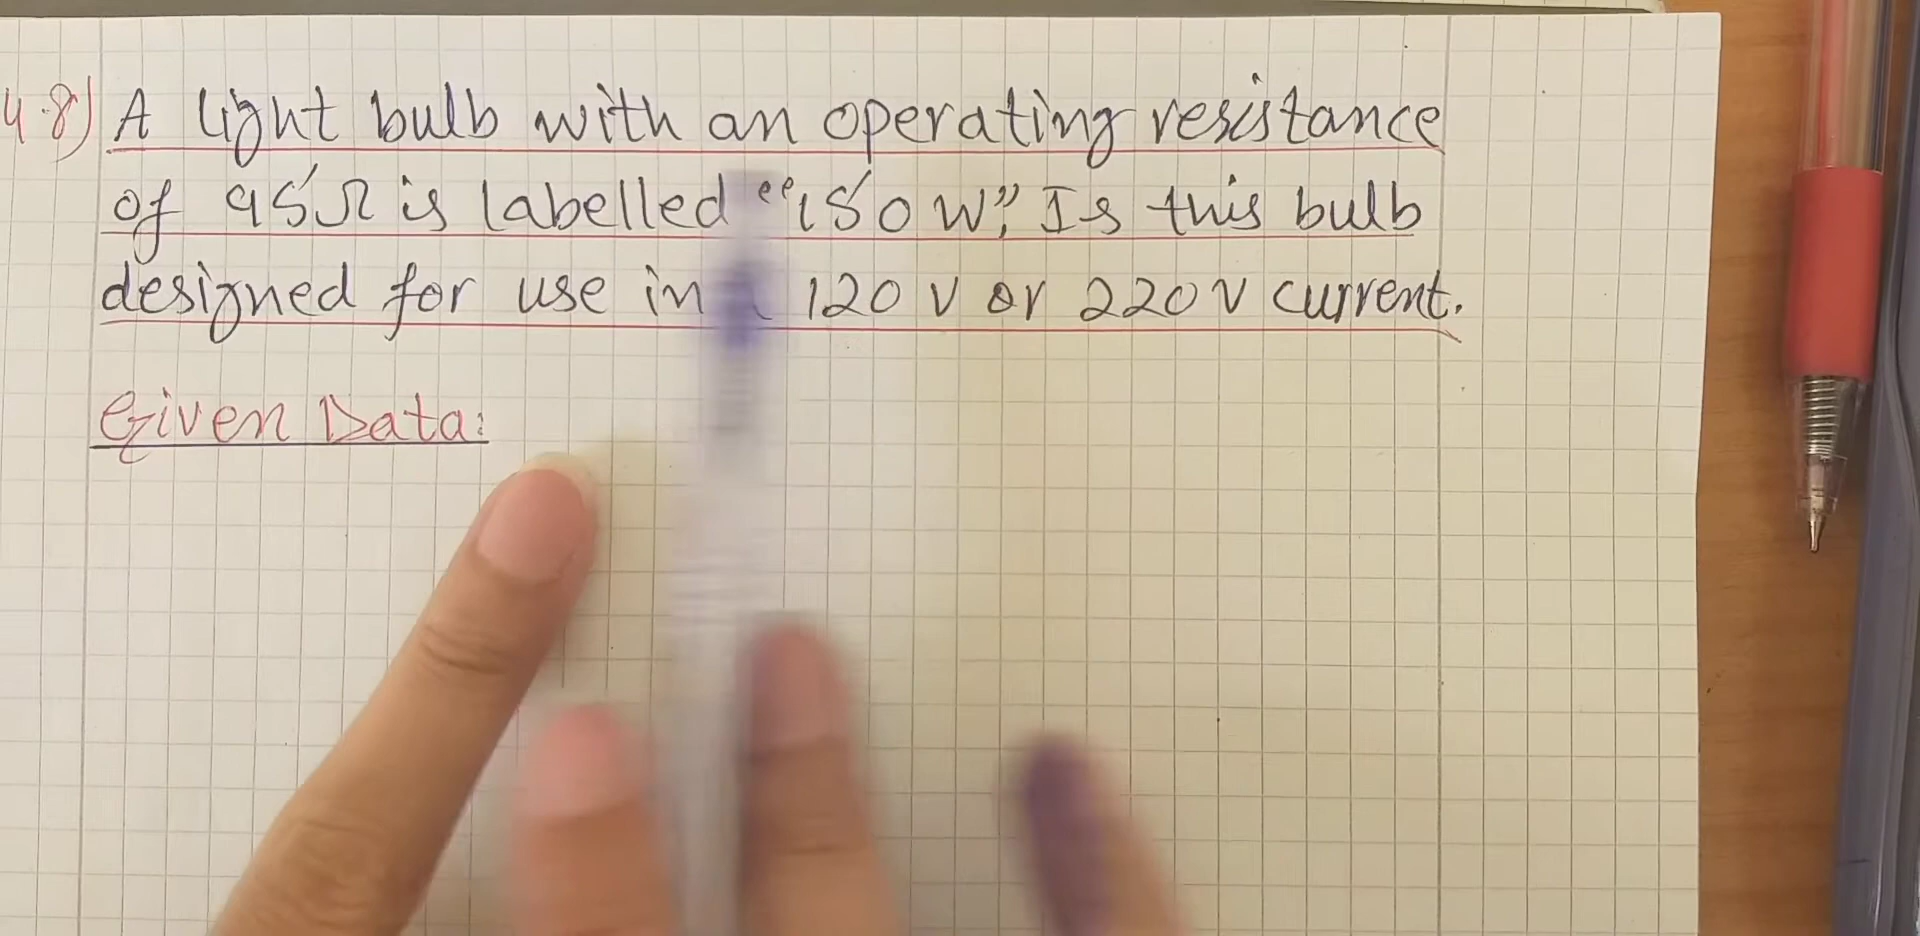 4.8) A light bulb with an operating resistance
of 95Ω is labelled "150 W". Is this bulb
designed for use in 120 V or 220 V current.
Given Data: